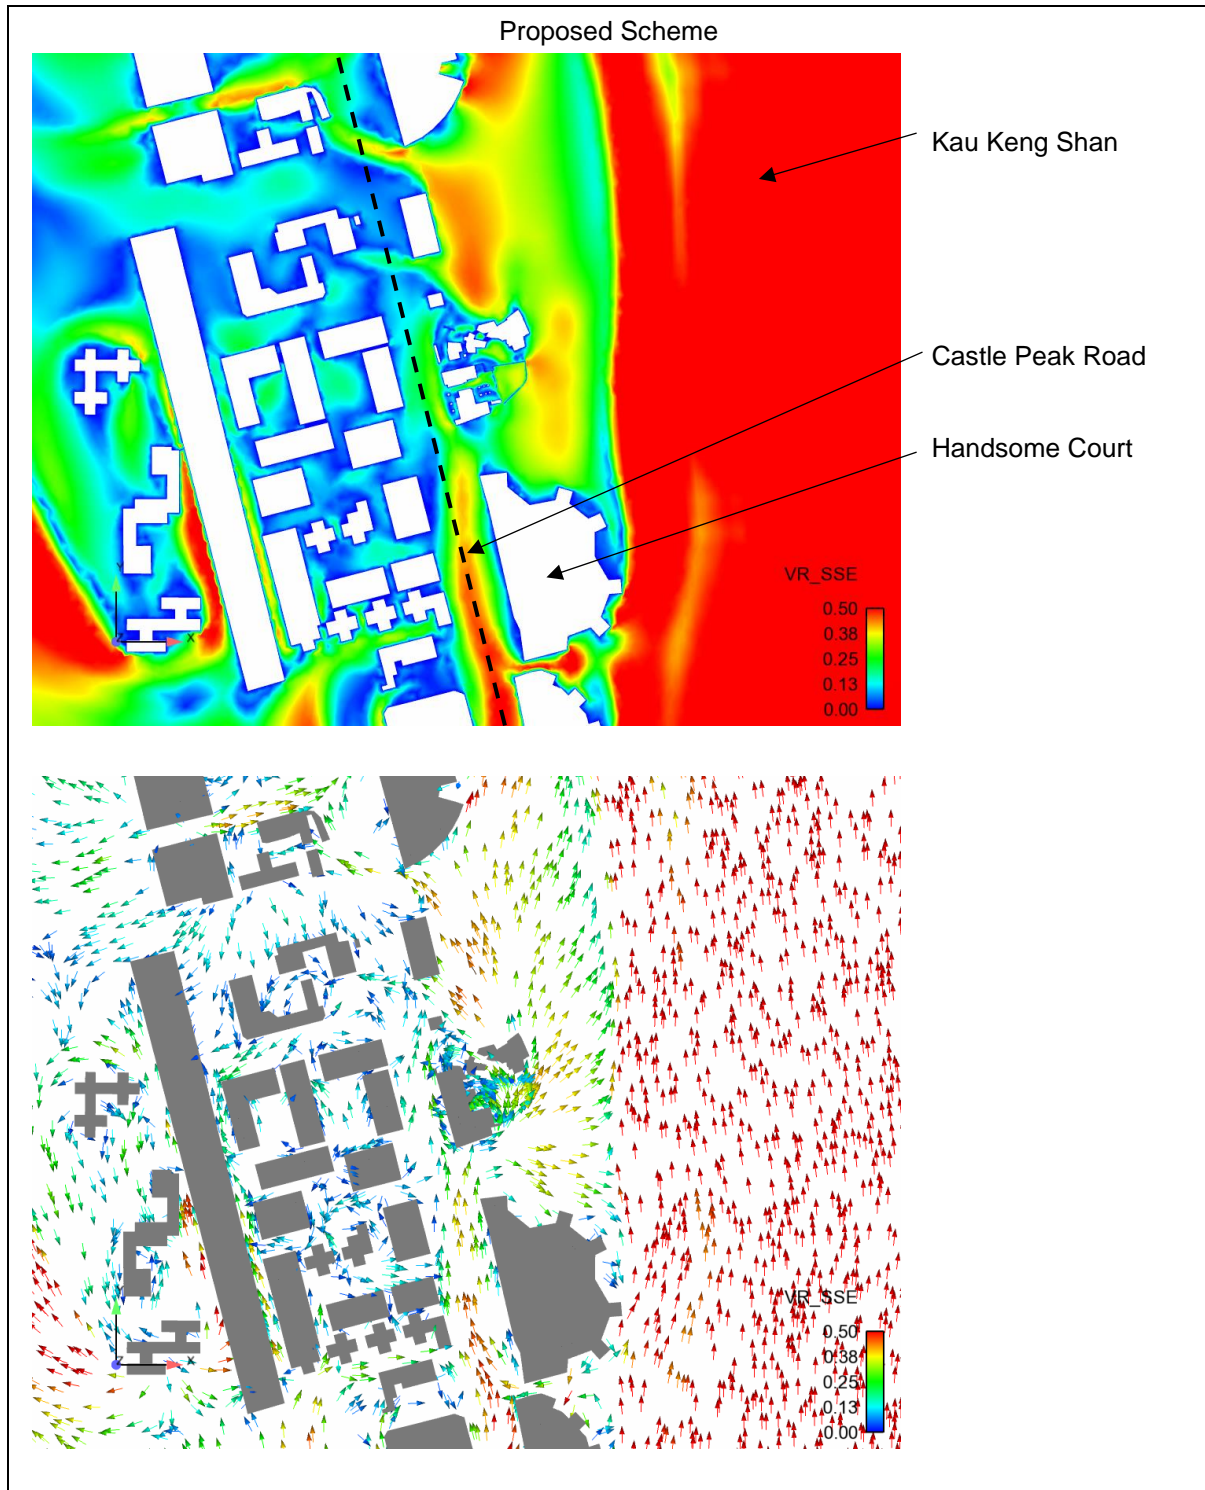 Proposed Scheme
Kau Keng Shan
Castle Peak Road
Handsome Court
VR_SSE
0.50
0.38
0.25
0.13
0.00
Y
Z
X
VR_SSE
0.50
0.38
0.25
0.13
0.00
Y
Z
X